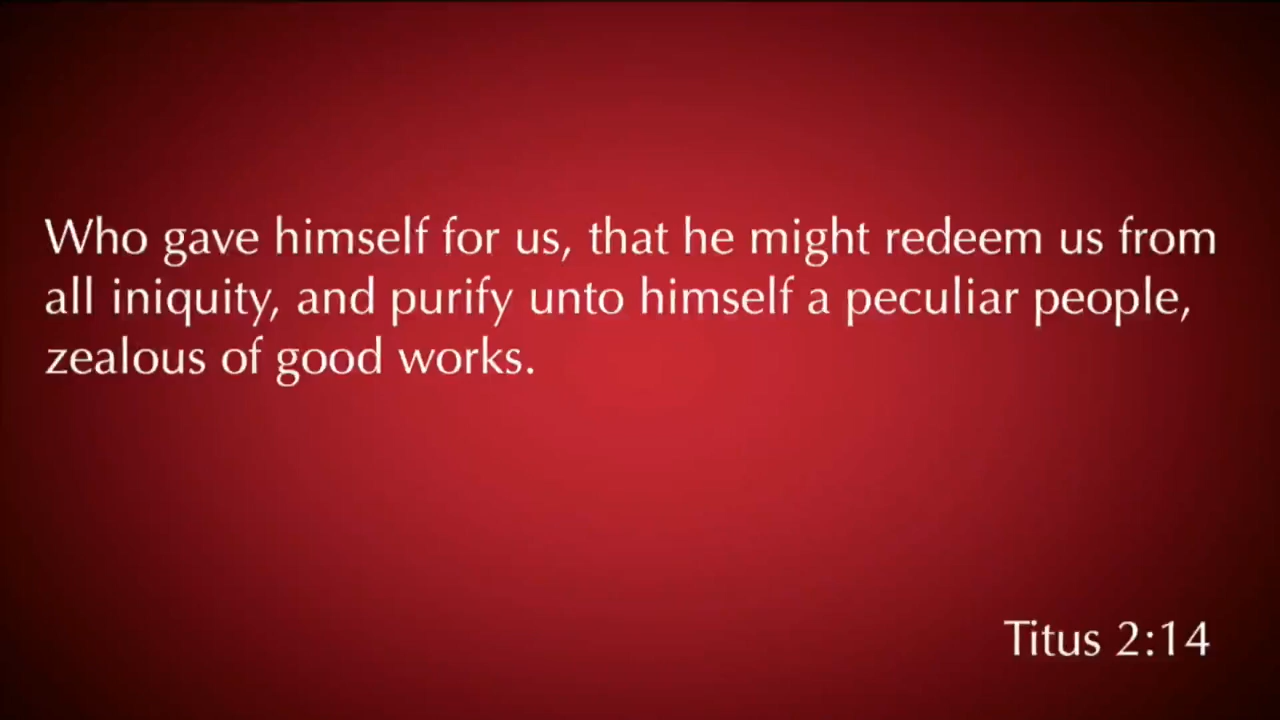 Who gave himself for us, that he might redeem us from
all iniquity, and purify unto himself a peculiar people,
zealous of good works.
Titus 2:14